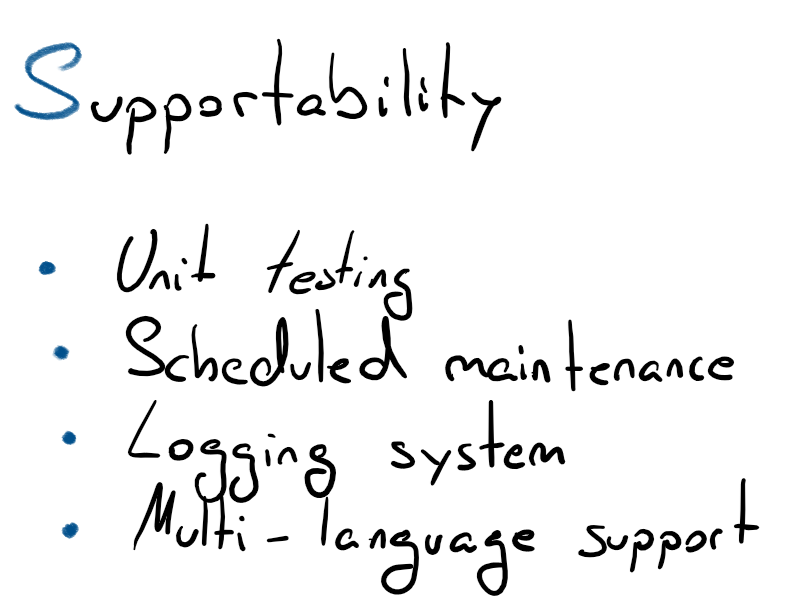 Supportability
• Unit testing
• Scheduled maintenance
• Logging system
• Multi-language support